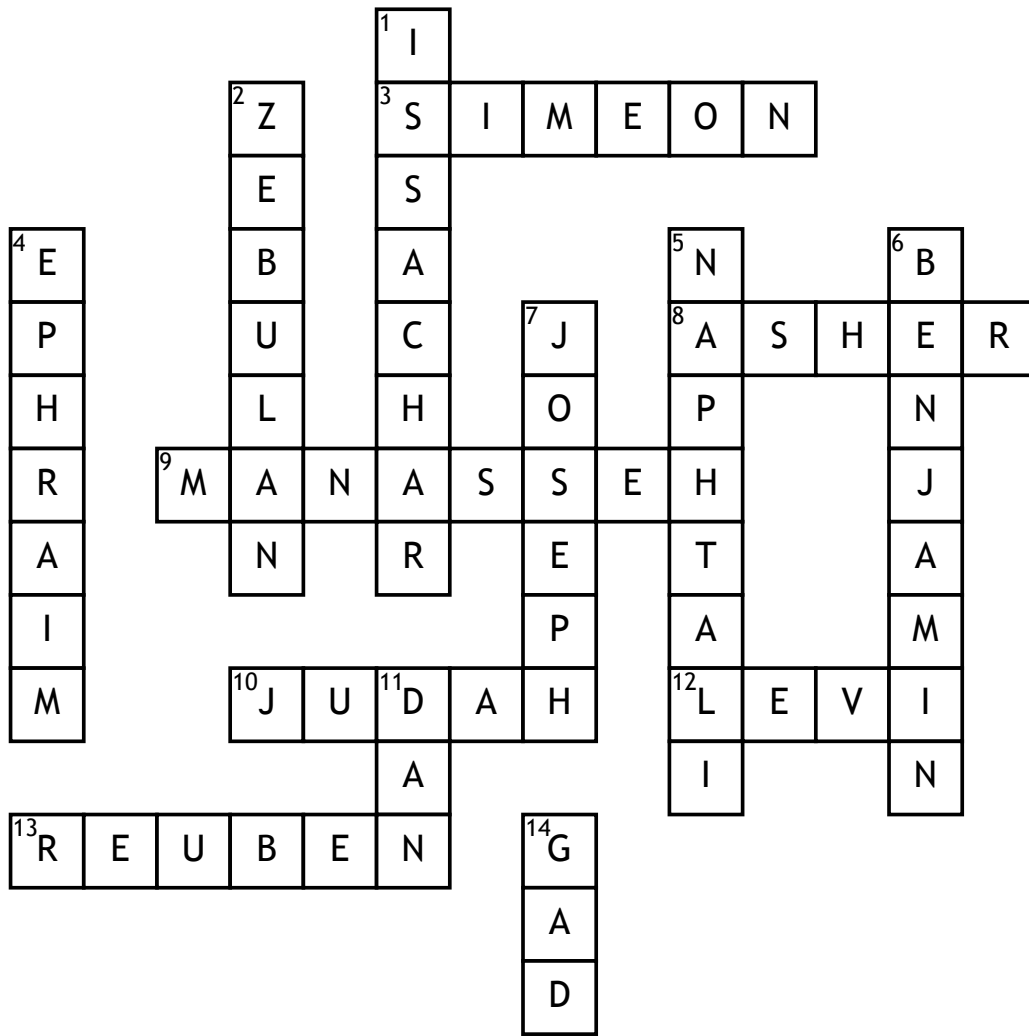 1 I
2 Z 3 S I M E O N
E S
4 E B A 5 N 6 B
P U C 7 J 8 A S H E R
H L H O P N
R 9 M A N A S S E H J
A N R E T A
I P A M
M 10 J U 11 D A H 12 L E V I
A I N
13 R E U B E N 14 G
A
D